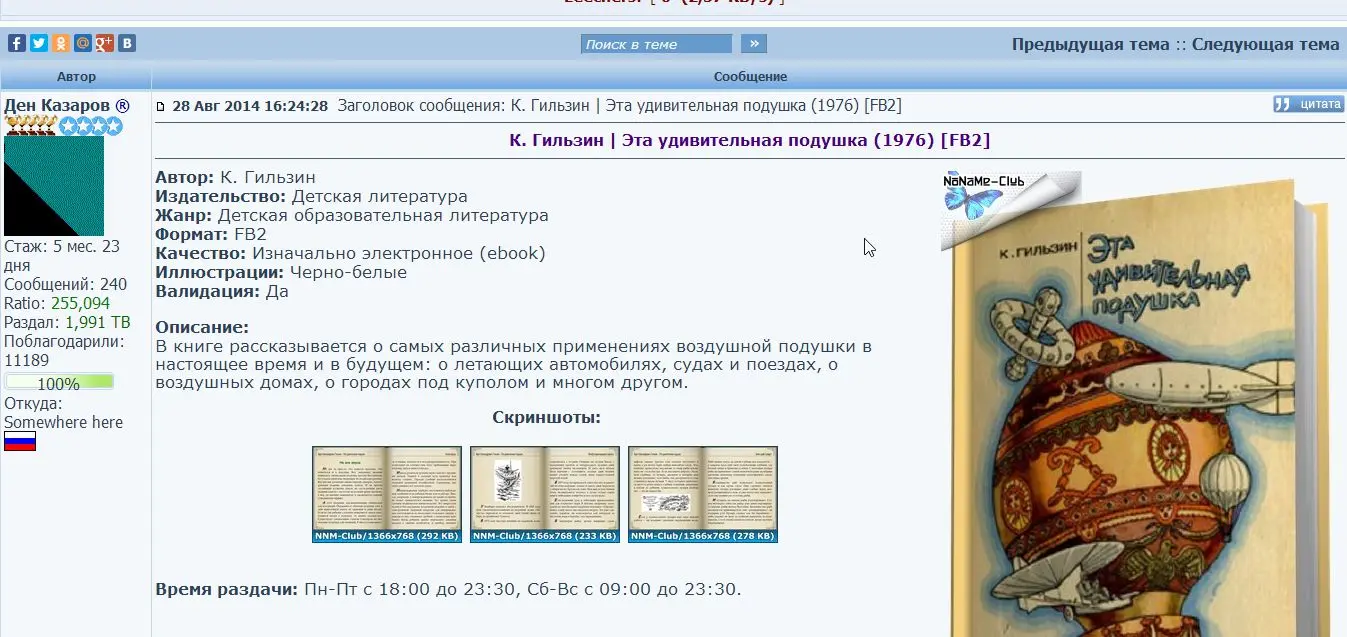 Leechers: [ 0 (2,57 KB/s) ]
Поиск в теме
»
Предыдущая тема :: Следующая тема
Автор
Сообщение
Ден Казаров ®
28 Авг 2014 16:24:28 Заголовок сообщения: К. Гильзин | Эта удивительная подушка (1976) [FB2]
цитата
К. Гильзин | Эта удивительная подушка (1976) [FB2]
Стаж: 5 мес. 23
дня
Сообщений: 240
Ratio: 255,094
Раздал: 1,991 TB
Поблагодарили:
11189
100%
Откуда:
Somewhere here
Автор: К. Гильзин
Издательство: Детская литература
Жанр: Детская образовательная литература
Формат: FB2
Качество: Изначально электронное (ebook)
Иллюстрации: Черно-белые
Валидация: Да
Описание:
В книге рассказывается о самых различных применениях воздушной подушки в
настоящее время и в будущем: о летающих автомобилях, судах и поездах, о
воздушных домах, о городах под куполом и многом другом.
Скриншоты:
NNM-Club/1366x768 (292 KB)
NNM-Club/1366x768 (233 KB)
NNM-Club/1366x768 (278 KB)
Время раздачи: Пн-Пт с 18:00 до 23:30, Сб-Вс с 09:00 до 23:30.
NoNaMe-Club
К. ГИЛЬЗИН
ЭТА
УДИВИТЕЛЬНАЯ
ПОДУШКА